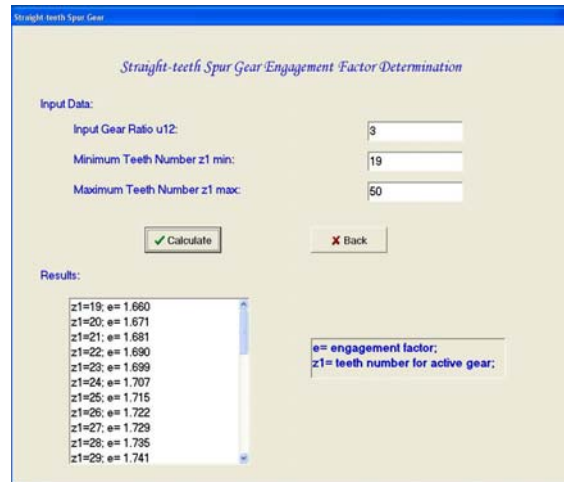 Straight-teeth Spur Gear
Straight-teeth Spur Gear Engagement Factor Determination
Input Data:
Input Gear Ratio u12: 3
Minimum Teeth Number z1 min: 19
Maximum Teeth Number z1 max: 50
Calculate
Back
Results:
z1=19; e= 1.660
z1=20; e= 1.671
z1=21; e= 1.681
z1=22; e= 1.690
z1=23; e= 1.699
z1=24; e= 1.707
z1=25; e= 1.715
z1=26; e= 1.722
z1=27; e= 1.729
z1=28; e= 1.735
z1=29; e= 1.741
e= engagement factor;
z1= teeth number for active gear;